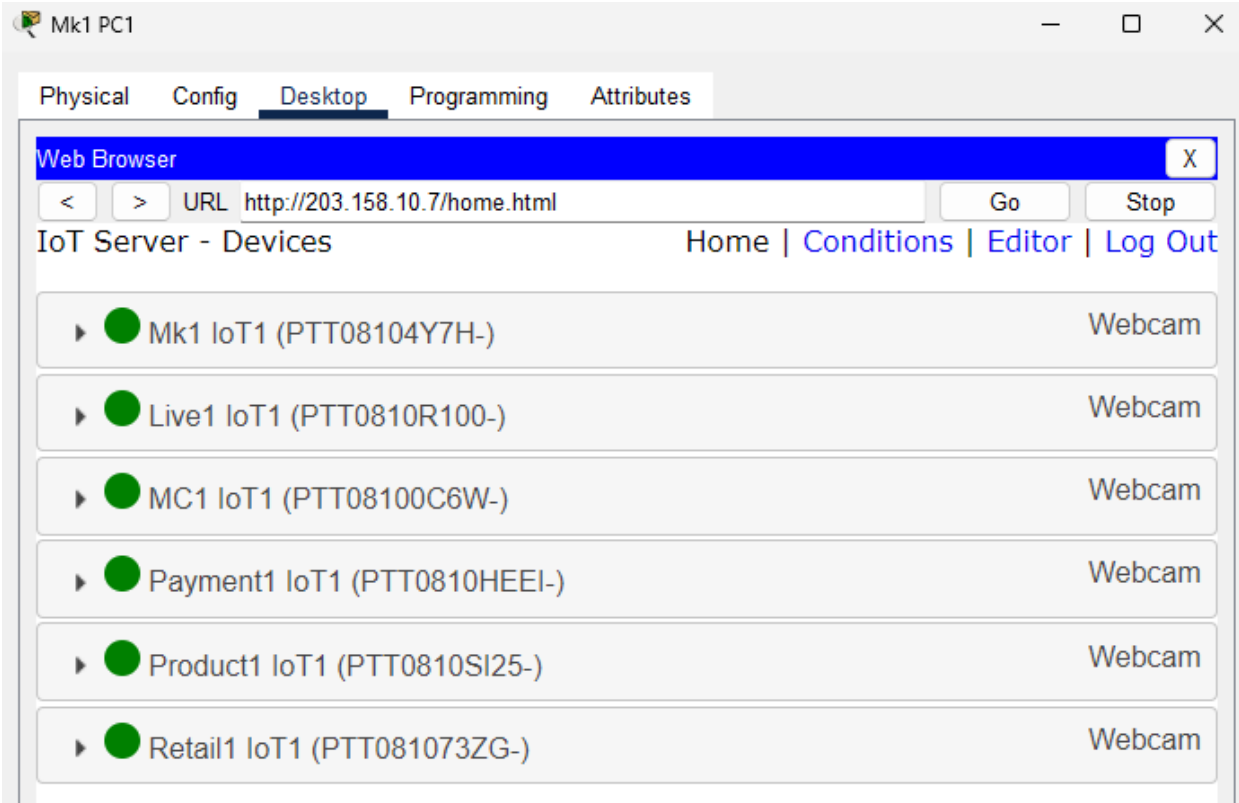 Mk1 PC1
Physical Config Desktop Programming Attributes
Web Browser X
< > URL http://203.158.10.7/home.html Go Stop
IoT Server - Devices Home | Conditions | Editor | Log Out
Mk1 IoT1 (PTT08104Y7H-) Webcam
Live1 IoT1 (PTT0810R100-) Webcam
MC1 IoT1 (PTT08100C6W-) Webcam
Payment1 IoT1 (PTT0810HEEI-) Webcam
Product1 IoT1 (PTT0810SI25-) Webcam
Retail1 IoT1 (PTT081073ZG-) Webcam